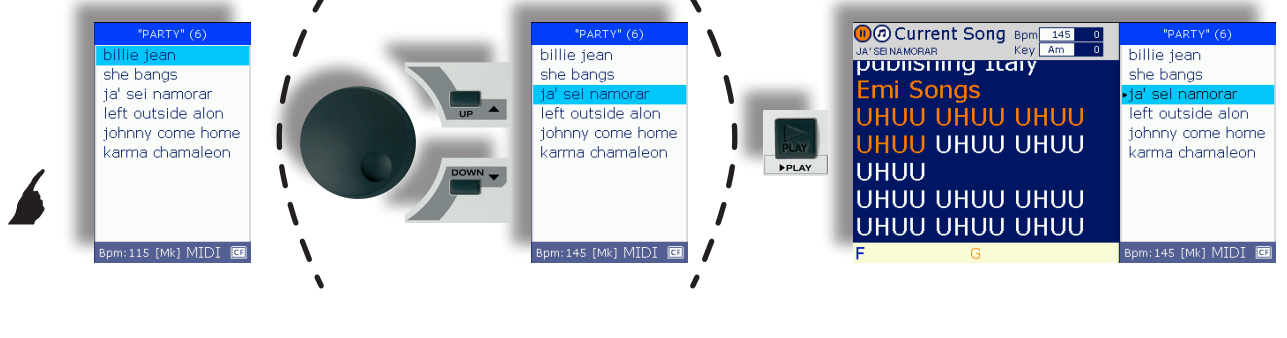 "PARTY" (6)
billie jean
she bangs
ja' sei namorar
left outside alon
johnny come home
karma chamaleon
Bpm:115 [Mk] MIDI CF
UP
DOWN
"PARTY" (6)
billie jean
she bangs
ja' sei namorar
left outside alon
johnny come home
karma chamaleon
Bpm:145 [Mk] MIDI CF
PLAY
▶PLAY
Current Song Bpm 145 0
JA' SEI NAMORAR Key Am 0
publishing Italy
Emi Songs
UHUU UHUU UHUU
UHUU UHUU UHUU
UHUU
UHUU UHUU UHUU
UHUU UHUU UHUU
F G
"PARTY" (6)
billie jean
she bangs
ja' sei namorar
left outside alon
johnny come home
karma chamaleon
Bpm:145 [Mk] MIDI CF